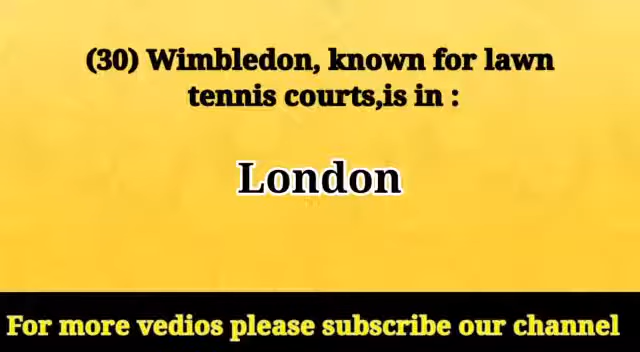 (30) Wimbledon, known for lawn
tennis courts,is in :
London
For more vedios please subscribe our channel